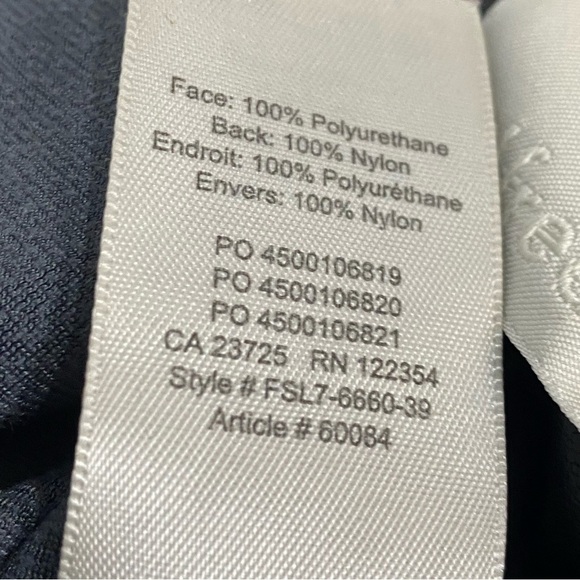 Face: 100% Polyurethane
Back: 100% Nylon
Endroit: 100% Polyuréthane
Envers: 100% Nylon
PO 4500106819
PO 4500106820
PO 4500106821
CA 23725 RN 122354
Style # FSL7-6660-39
Article # 60084